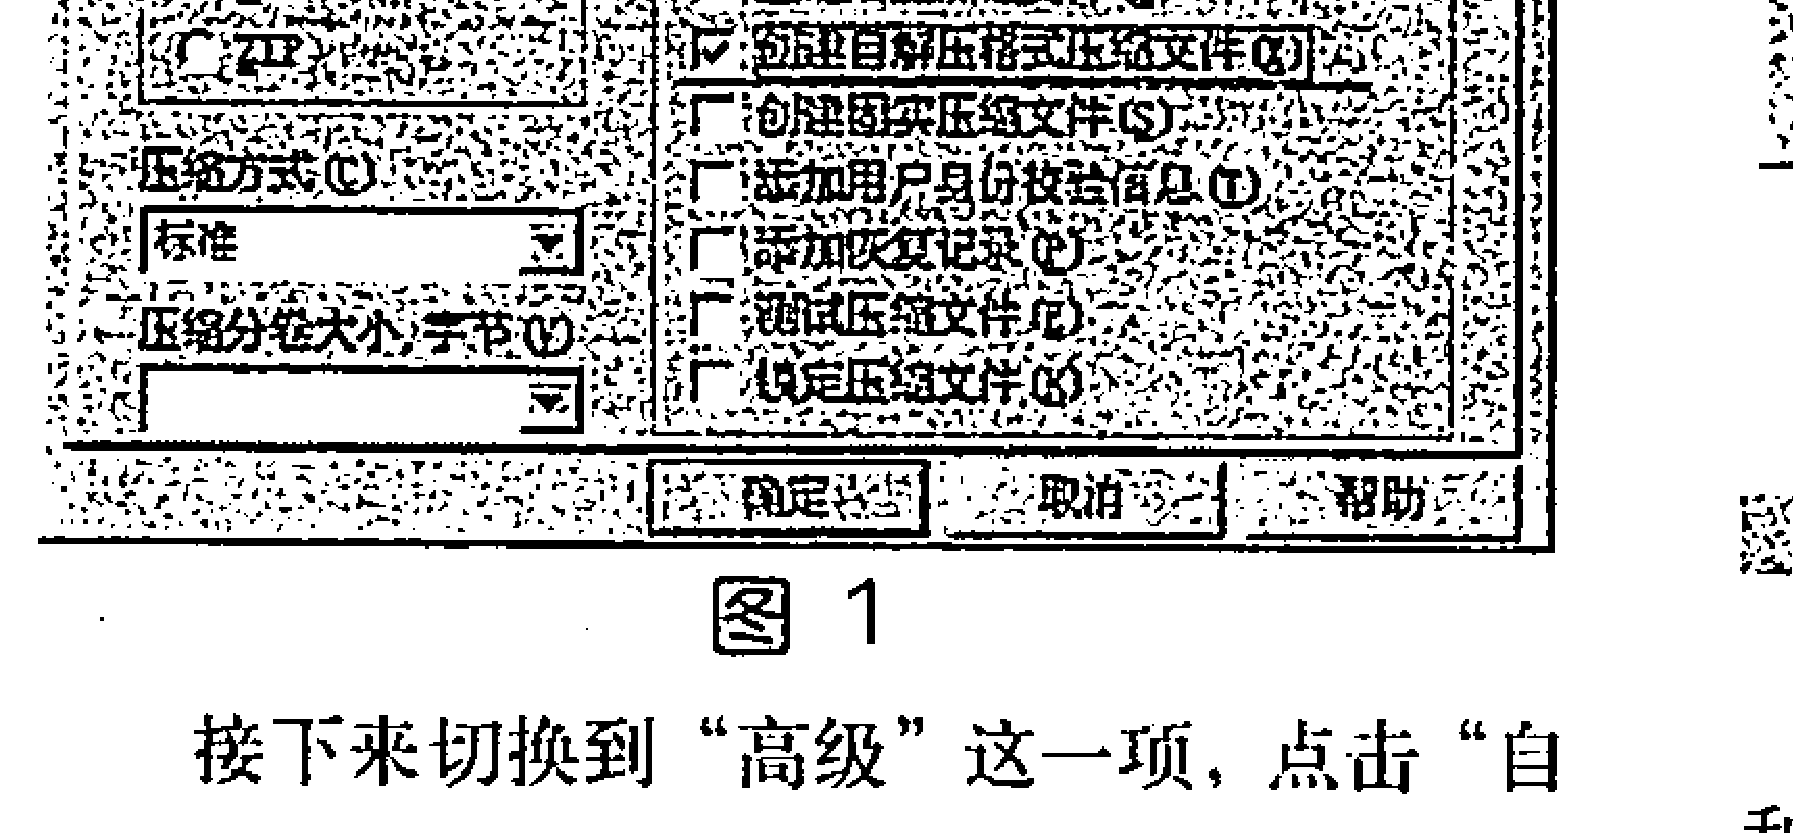 ZIP
创建自解压格式压缩文件(X)
创建固实压缩文件(S)
压缩方式(C)
添加用户身份校验信息(T)
标准
添加恢复记录(P)
测试压缩文件(E)
压缩分卷大小,字节(V)
锁定压缩文件(K)
确定
取消
帮助
图 1
接下来切换到“高级”这一项，点击“自